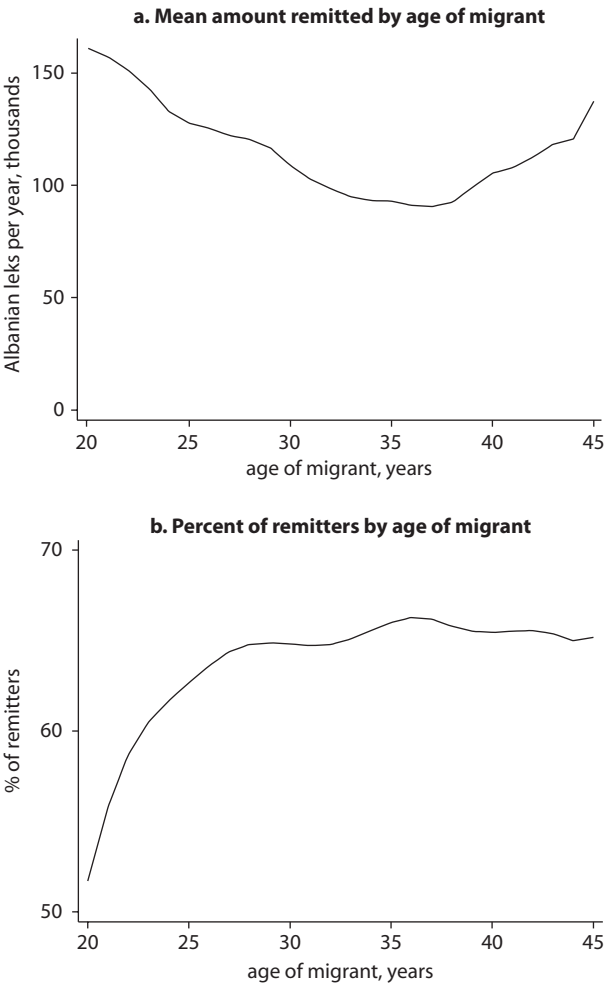 a. Mean amount remitted by age of migrant
Albanian leks per year, thousands
150
100
50
0
20 25 30 35 40 45
age of migrant, years
b. Percent of remitters by age of migrant
% of remitters
70
60
50
20 25 30 35 40 45
age of migrant, years